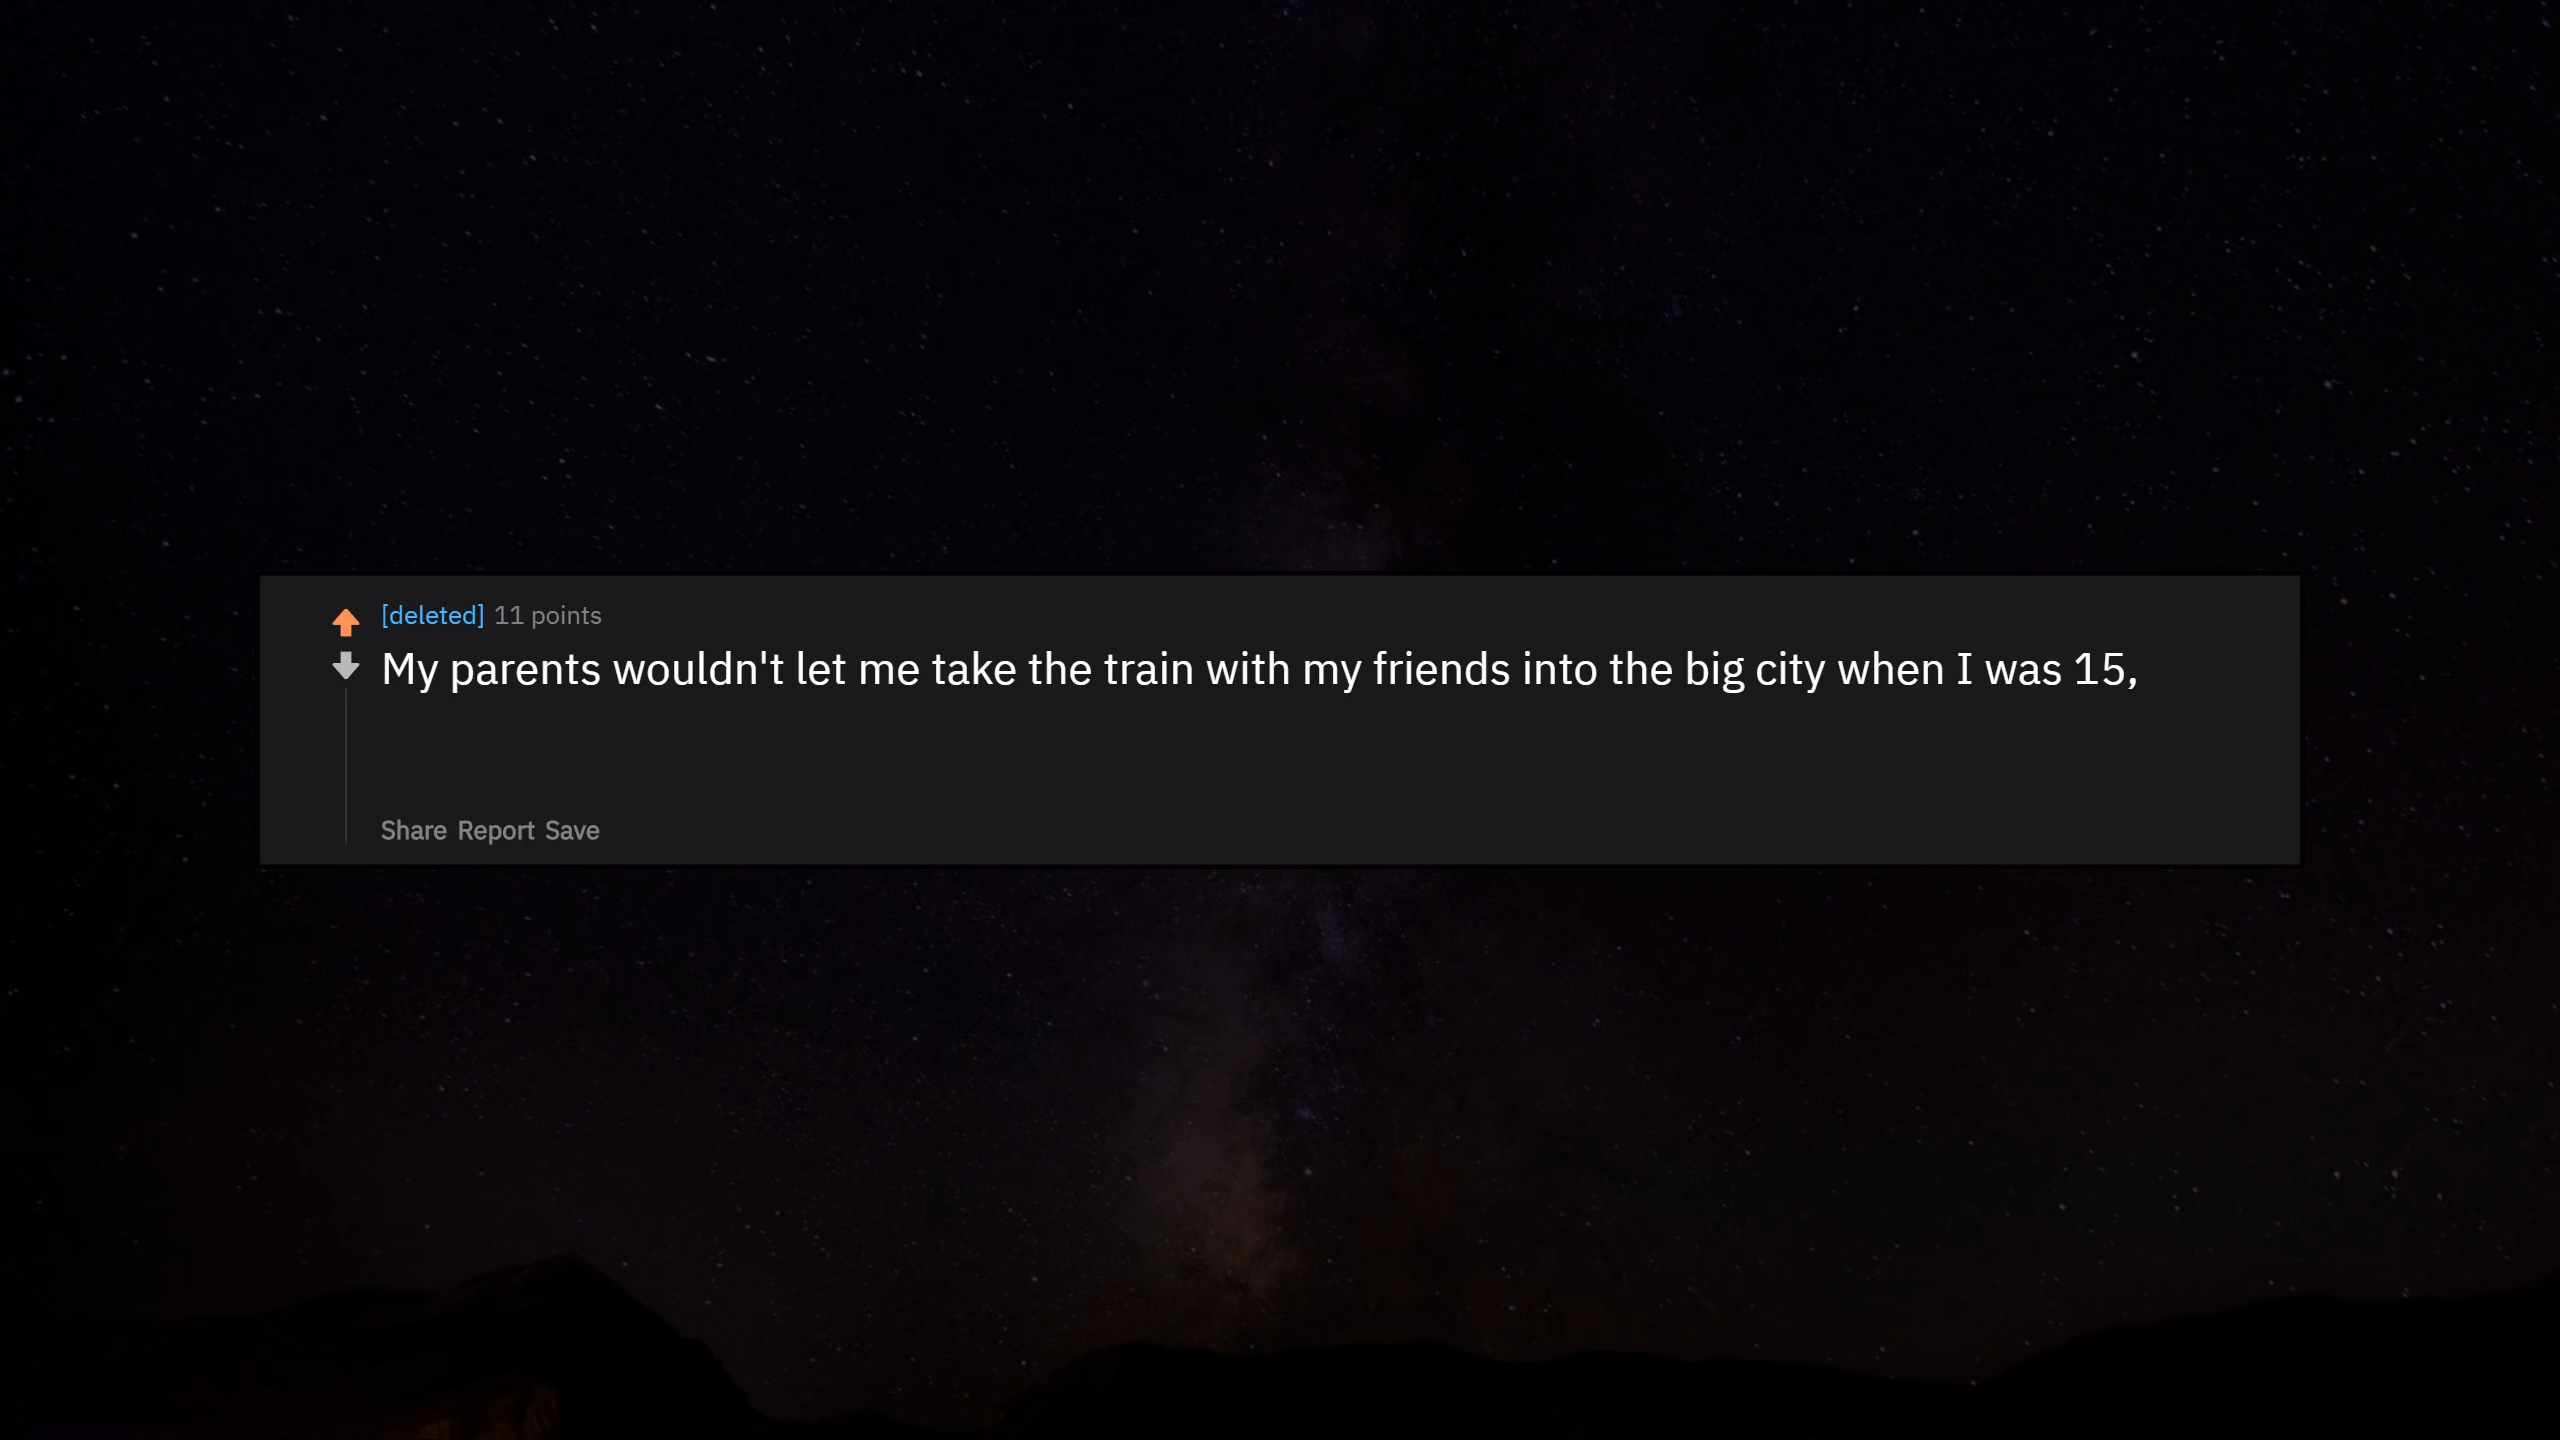 [deleted] 11 points
My parents wouldn't let me take the train with my friends into the big city when I was 15,
Share Report Save